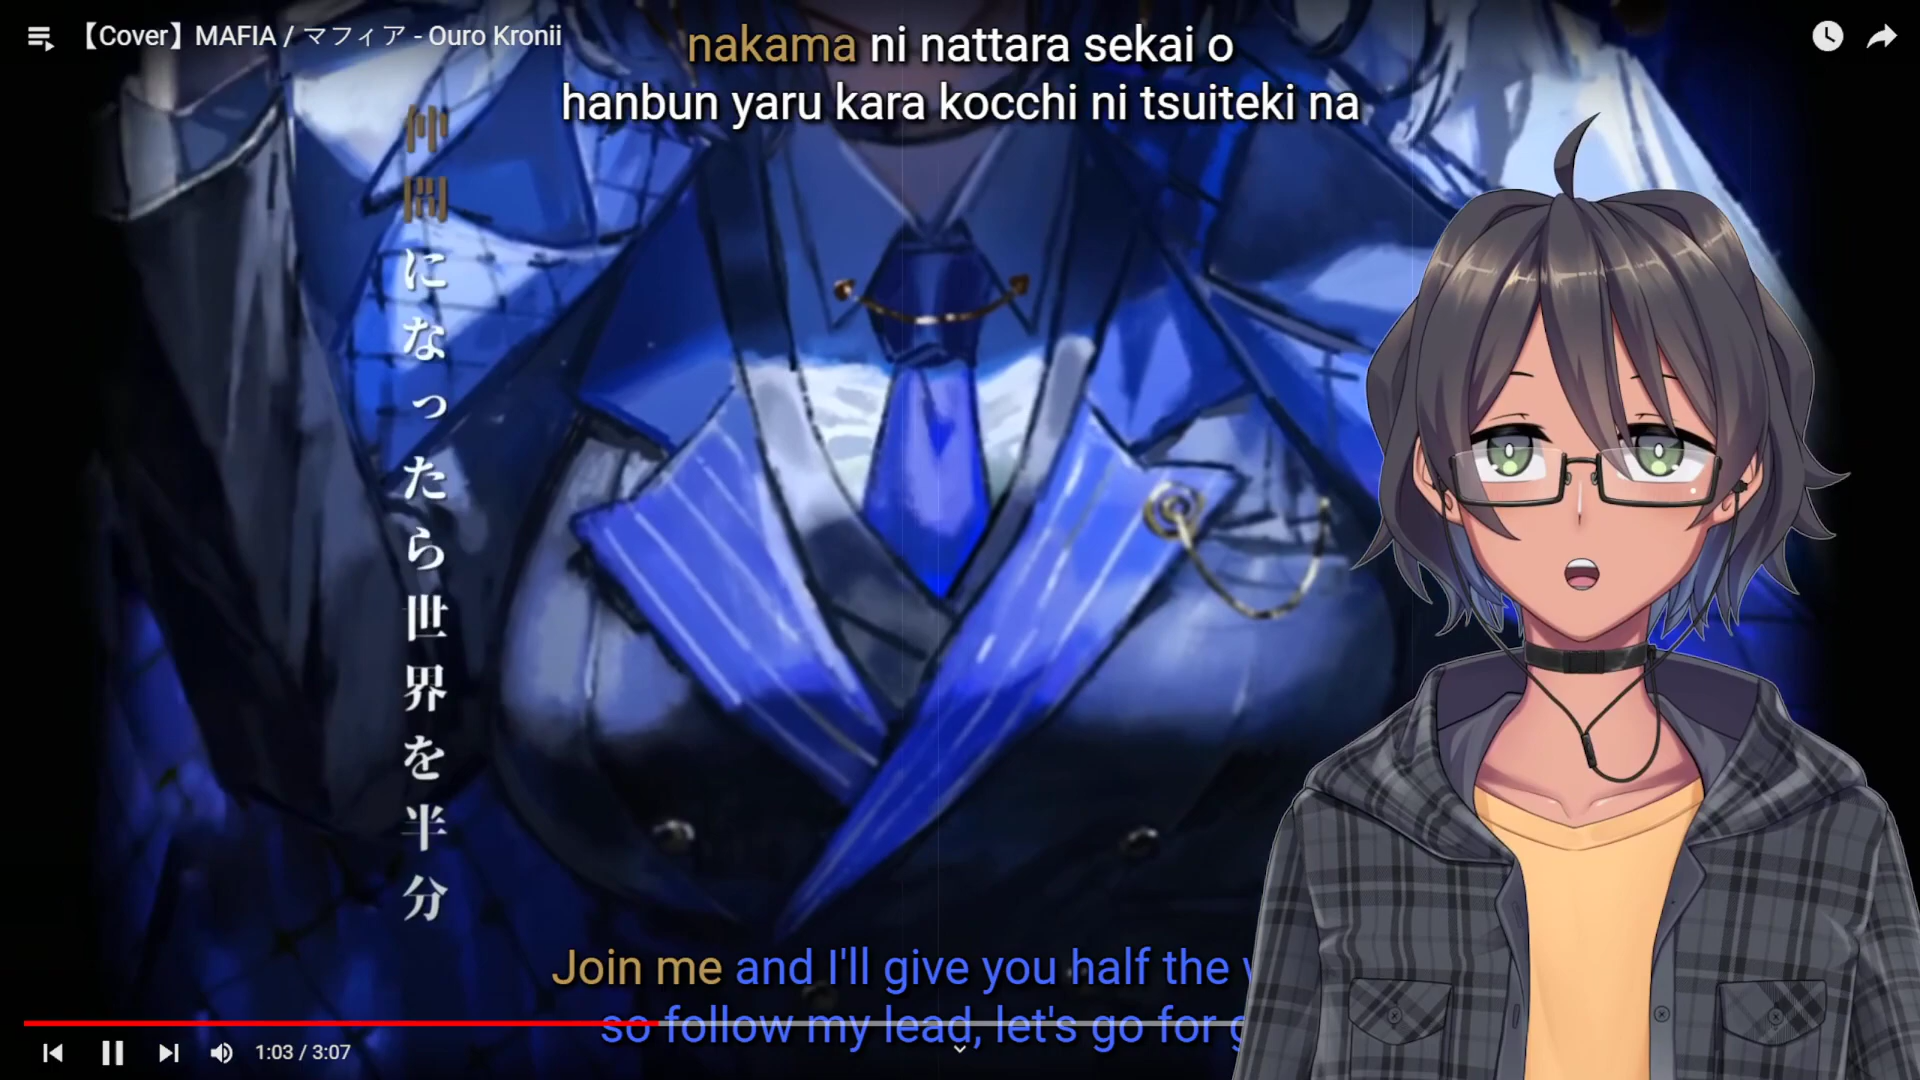 【Cover】MAFIA / マフィア - Ouro Kronii
nakama ni nattara sekai o
hanbun yaru kara kocchi ni tsuiteki na
仲間になったら世界を半分
Join me and I'll give you half the
so follow my lead, let's go for
1:03 / 3:07